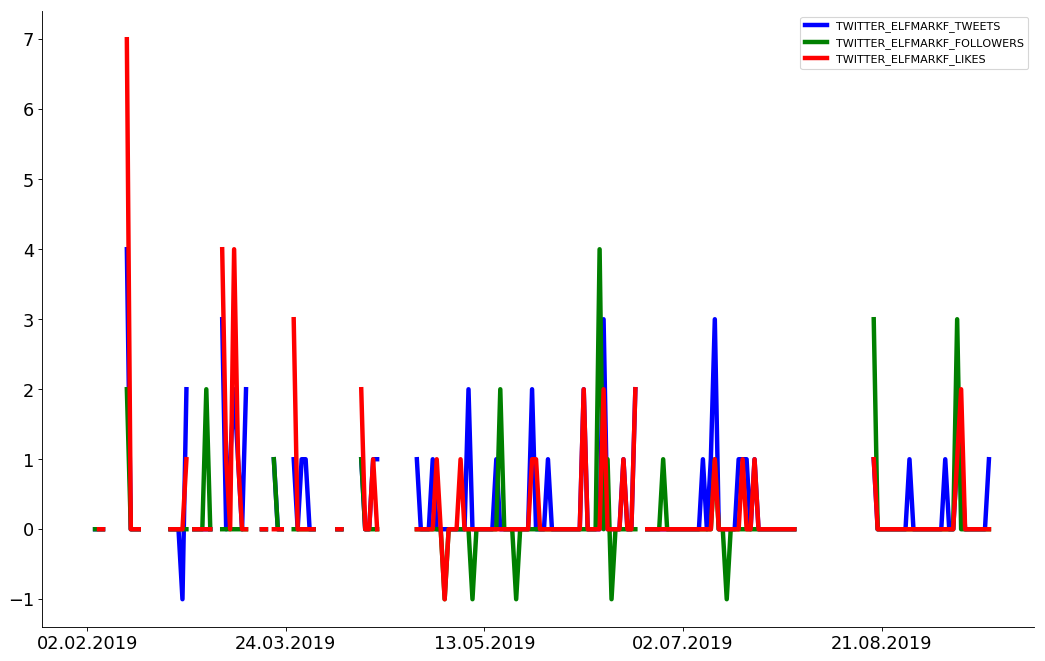 TWITTER_ELFMARKF_TWEETS
TWITTER_ELFMARKF_FOLLOWERS
TWITTER_ELFMARKF_LIKES
7
6
5
4
3
2
1
0
−1
02.02.2019 24.03.2019 13.05.2019 02.07.2019 21.08.2019